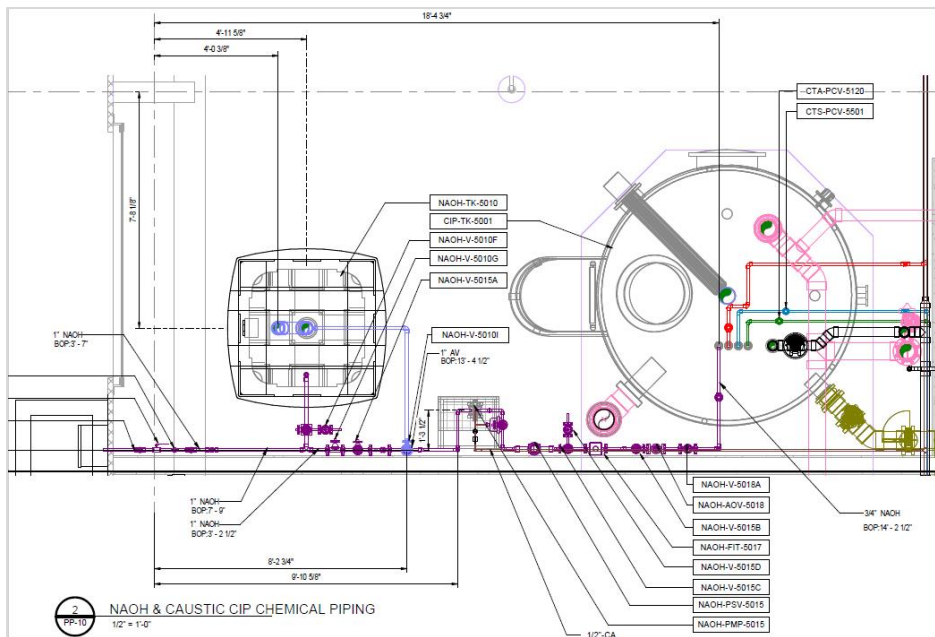 18'-4 3/4"
4'-11 5/8"
4'-0 3/8"
CTA-PCV-5120
CTS-PCV-5501
7'-8 1/8"
NAOH-TK-5010
CIP-TK-5001
NAOH-V-5010F
NAOH-V-5010G
NAOH-V-5015A
1" NAOH
BOP:3' - 7"
NAOH-V-5010I
1" AV
BOP:13' - 4 1/2"
1'-3 1/2"
NAOH-V-5018A
NAOH-AOV-5018
NAOH-V-5015B
NAOH-FIT-5017
NAOH-V-5015D
NAOH-V-5015C
NAOH-PSV-5015
NAOH-PMP-5015
1" NAOH
BOP:7' - 9"
1" NAOH
BOP:3' - 2 1/2"
3/4" NAOH
BOP:14' - 2 1/2"
8'-2 3/4"
9'-10 5/8"
2
PP-10
NAOH & CAUSTIC CIP CHEMICAL PIPING
1/2" = 1'-0"
1/2"-CA